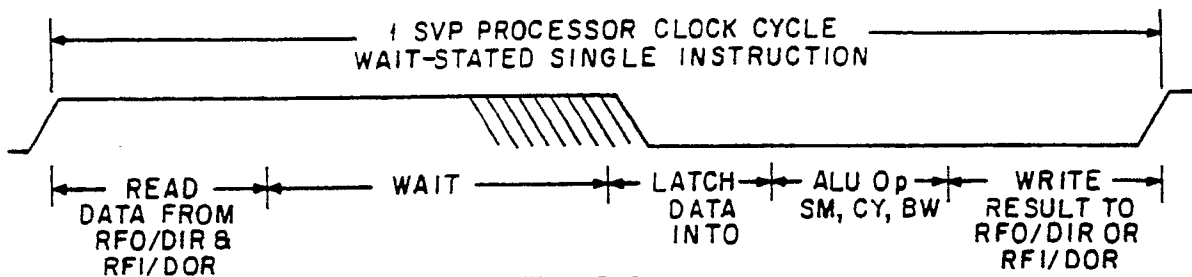 1 SVP PROCESSOR CLOCK CYCLE
WAIT-STATED SINGLE INSTRUCTION
READ
DATA FROM
RFO/DIR &
RFI/DOR
WAIT
LATCH
DATA
INTO
ALU Op
SM, CY, BW
WRITE
RESULT TO
RFO/DIR OR
RFI/DOR